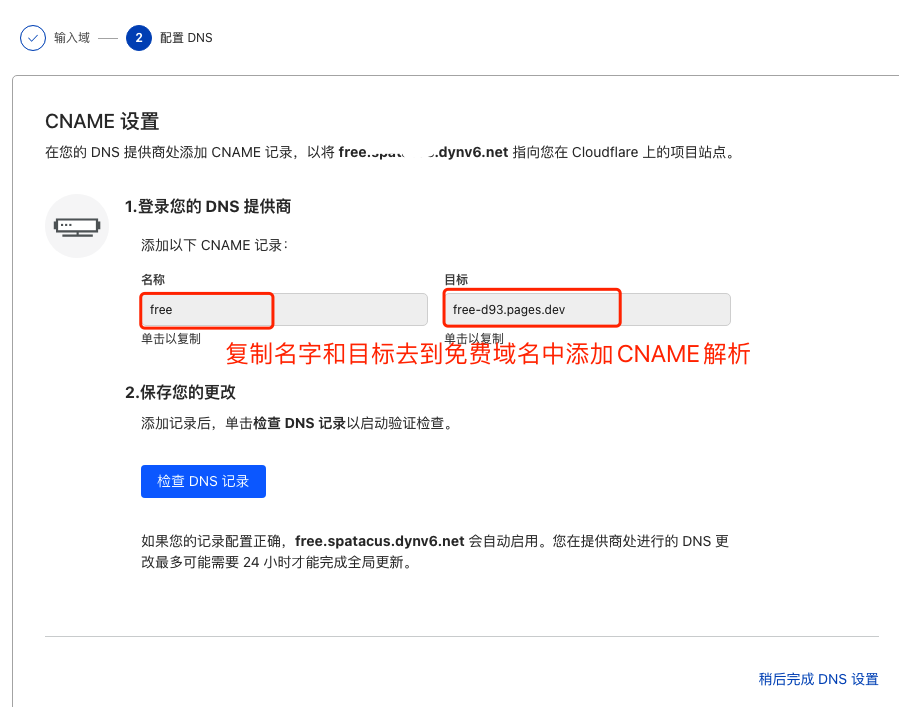 输入域
2 配置 DNS
CNAME 设置
在您的 DNS 提供商处添加 CNAME 记录，以将 free. .dynv6.net 指向您在 Cloudflare 上的项目站点。
1.登录您的 DNS 提供商
添加以下 CNAME 记录：
名称 目标
free free-d93.pages.dev
单击以复制 单击以复制
复制名字和目标去到免费域名中添加CNAME解析
2.保存您的更改
添加记录后，单击检查 DNS 记录以启动验证检查。
检查 DNS 记录
如果您的记录配置正确，free.spatacus.dynv6.net 会自动启用。您在提供商处进行的 DNS 更
改最多可能需要 24 小时才能完成全局更新。
稍后完成 DNS 设置